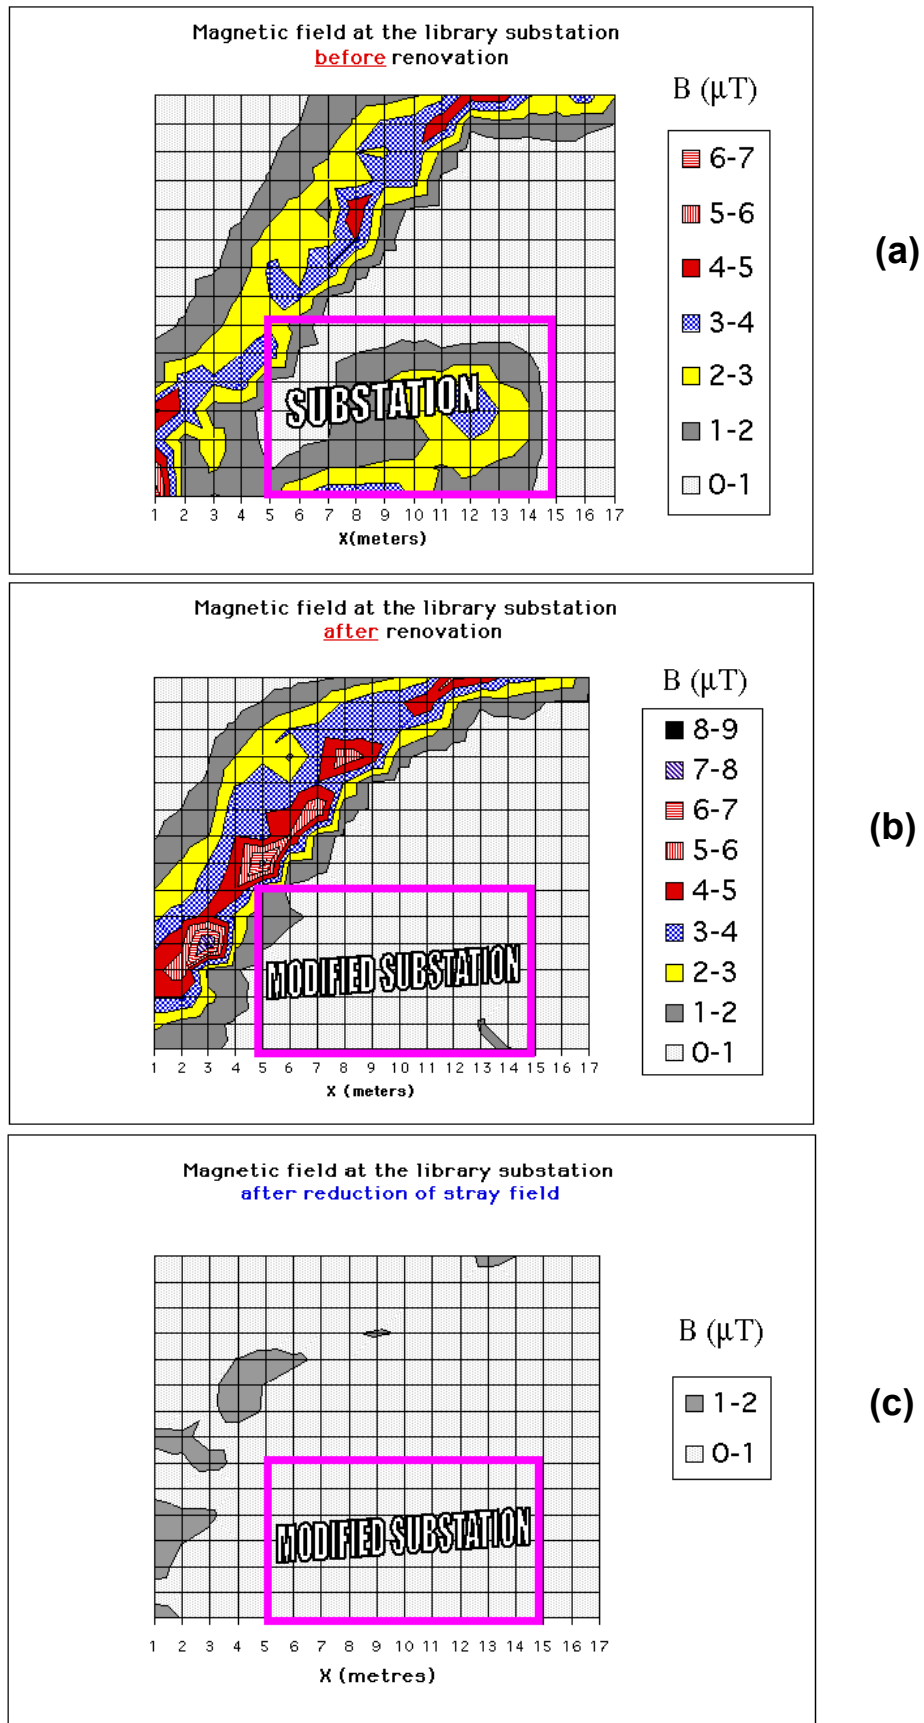 Magnetic field at the library substation
before renovation
B (μT)
6-7
5-6
4-5
3-4
2-3
1-2
0-1
(a)
SUBSTATION
1 2 3 4 5 6 7 8 9 10 11 12 13 14 15 16 17
X(meters)
Magnetic field at the library substation
after renovation
B (μT)
8-9
7-8
6-7
5-6
4-5
3-4
2-3
1-2
0-1
(b)
MODIFIED SUBSTATION
1 2 3 4 5 6 7 8 9 10 11 12 13 14 15 16 17
X (meters)
Magnetic field at the library substation
after reduction of stray field
B (μT)
1-2
0-1
(c)
MODIFIED SUBSTATION
1 2 3 4 5 6 7 8 9 10 11 12 13 14 15 16 17
X (metres)